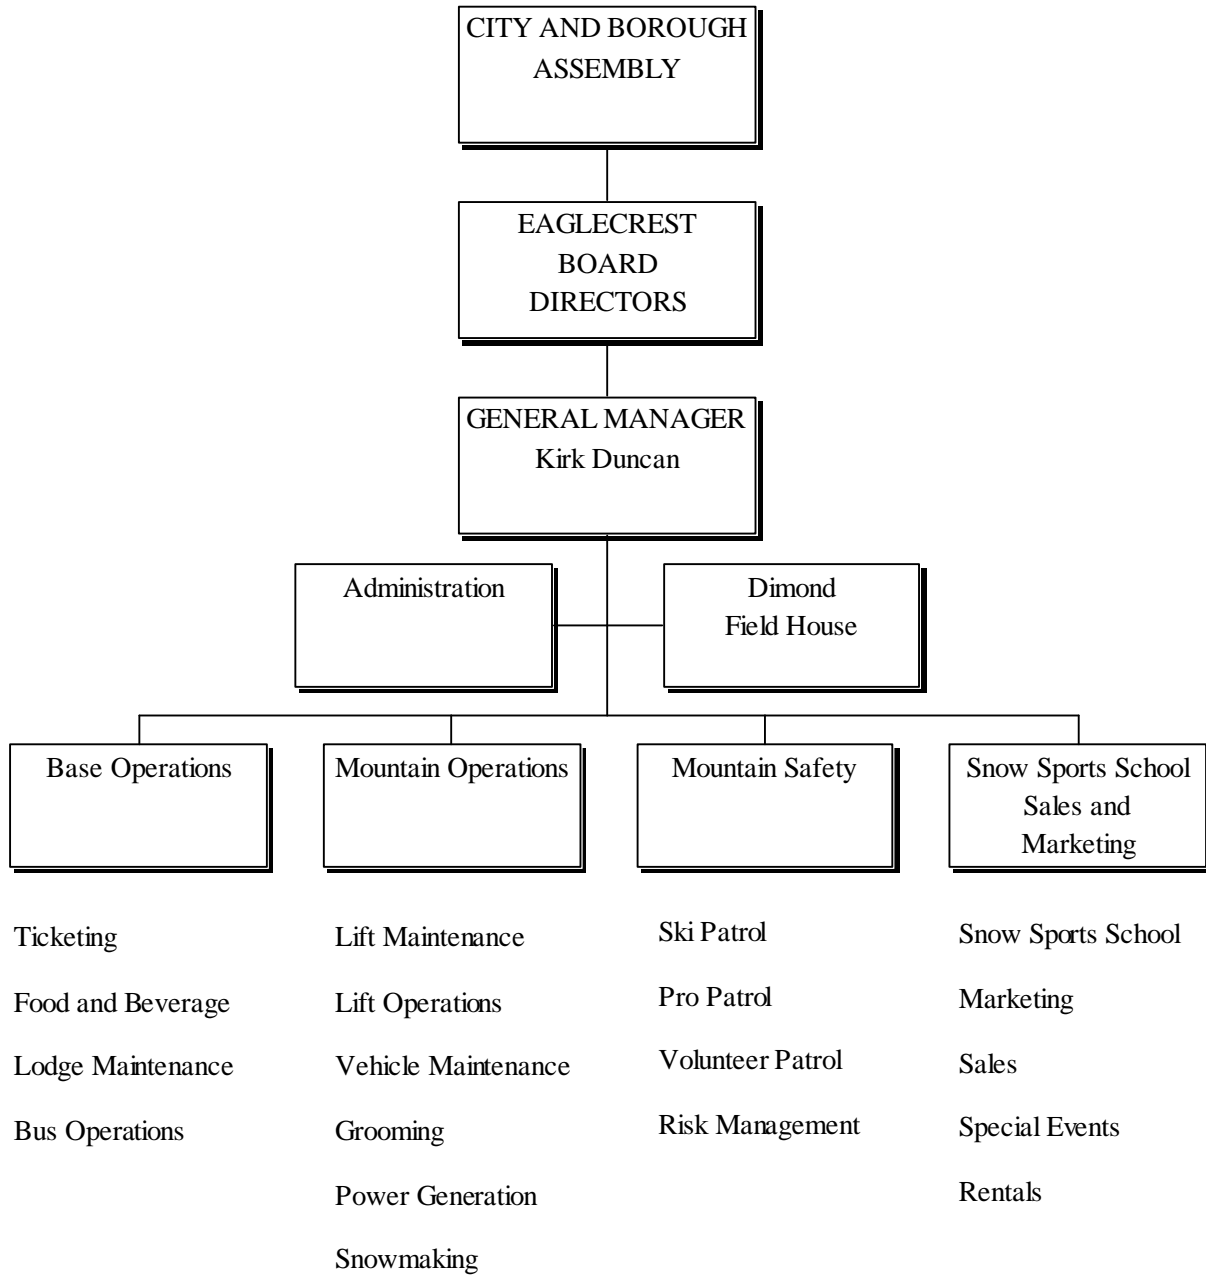 CITY AND BOROUGH
ASSEMBLY
EAGLECREST
BOARD
DIRECTORS
GENERAL MANAGER
Kirk Duncan
Administration
Dimond
Field House
Base Operations
Mountain Operations
Mountain Safety
Snow Sports School
Sales and
Marketing
Ticketing
Food and Beverage
Lodge Maintenance
Bus Operations
Lift Maintenance
Lift Operations
Vehicle Maintenance
Grooming
Power Generation
Snowmaking
Ski Patrol
Pro Patrol
Volunteer Patrol
Risk Management
Snow Sports School
Marketing
Sales
Special Events
Rentals